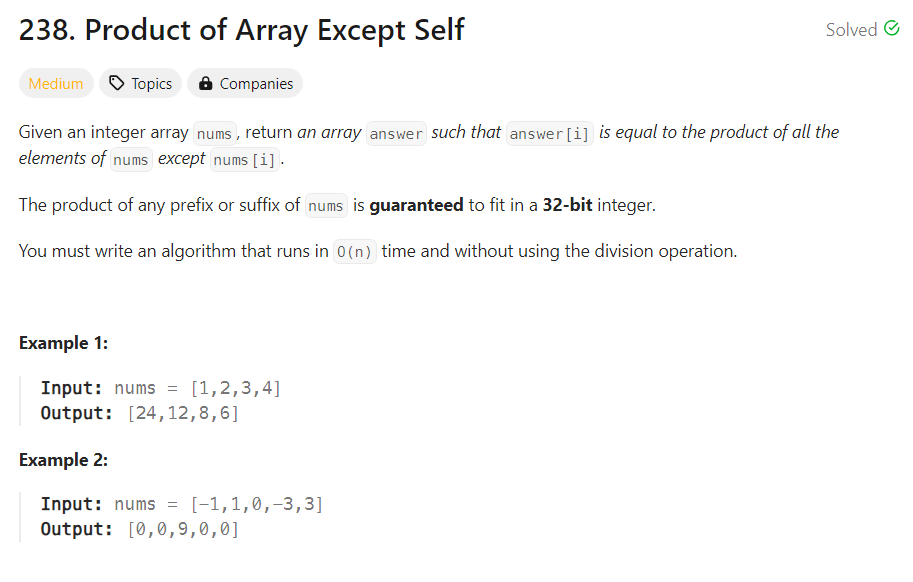 238. Product of Array Except Self
Solved
Medium Topics Companies
Given an integer array nums, return an array answer such that answer[i] is equal to the product of all the
elements of nums except nums[i].
The product of any prefix or suffix of nums is guaranteed to fit in a 32-bit integer.
You must write an algorithm that runs in O(n) time and without using the division operation.
Example 1:
Input: nums = [1,2,3,4]
Output: [24,12,8,6]
Example 2:
Input: nums = [-1,1,0,-3,3]
Output: [0,0,9,0,0]